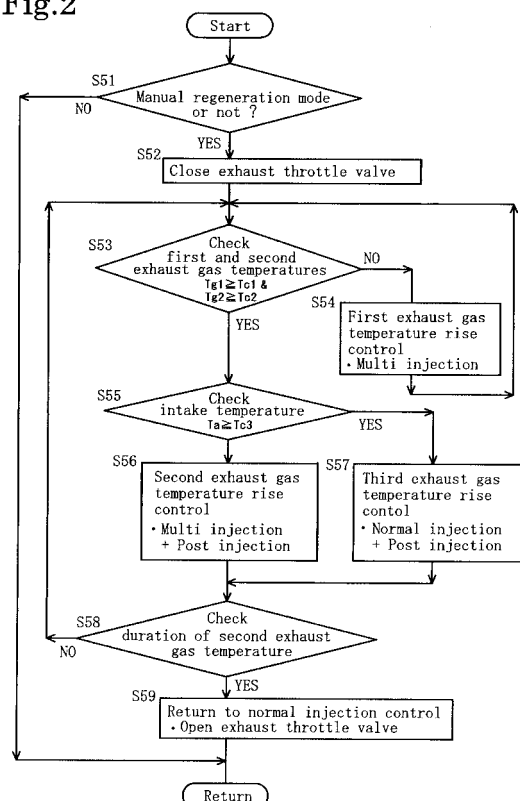 Fig.2
Start
S51
Manual regeneration mode
or not ?
NO
YES
S52
Close exhaust throttle valve
S53
Check
first and second
exhaust gas temperatures
Tg1≧Tc1 &
Tg2≧Tc2
NO
YES
S54
First exhaust gas
temperature rise
control
・Multi injection
S55
Check
intake temperature
Ta≧Tc3
YES
S56
Second exhaust gas
temperature rise
control
・Multi injection
+ Post injection
S57
Third exhaust gas
temperature rise
contol
・Normal injection
+ Post injection
S58
Check
duration of second exhaust
gas temperature
NO
YES
S59
Return to normal injection control
・Open exhaust throttle valve
Return